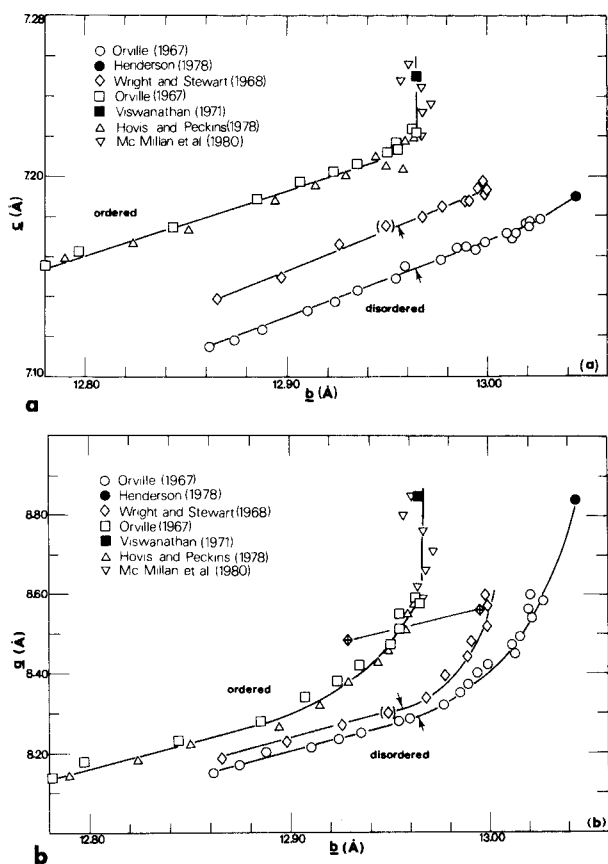 a
7.28
7.20
7.10
c (Å)
○ Orville (1967)
● Henderson (1978)
◇ Wright and Stewart (1968)
□ Orville (1967)
■ Viswanathan (1971)
△ Hovis and Peckins (1978)
▽ Mc Millan et al (1980)
ordered
( )
disordered
12.80
12.90
13.00
b (Å)
(a)
a
b
8.80
8.60
8.40
8.20
a (Å)
○ Orville (1967)
● Henderson (1978)
◇ Wright and Stewart (1968)
□ Orville (1967)
■ Viswanathan (1971)
△ Hovis and Peckins (1978)
▽ Mc Millan et al (1980)
ordered
( )
disordered
12.80
12.90
13.00
b (Å)
(b)
b